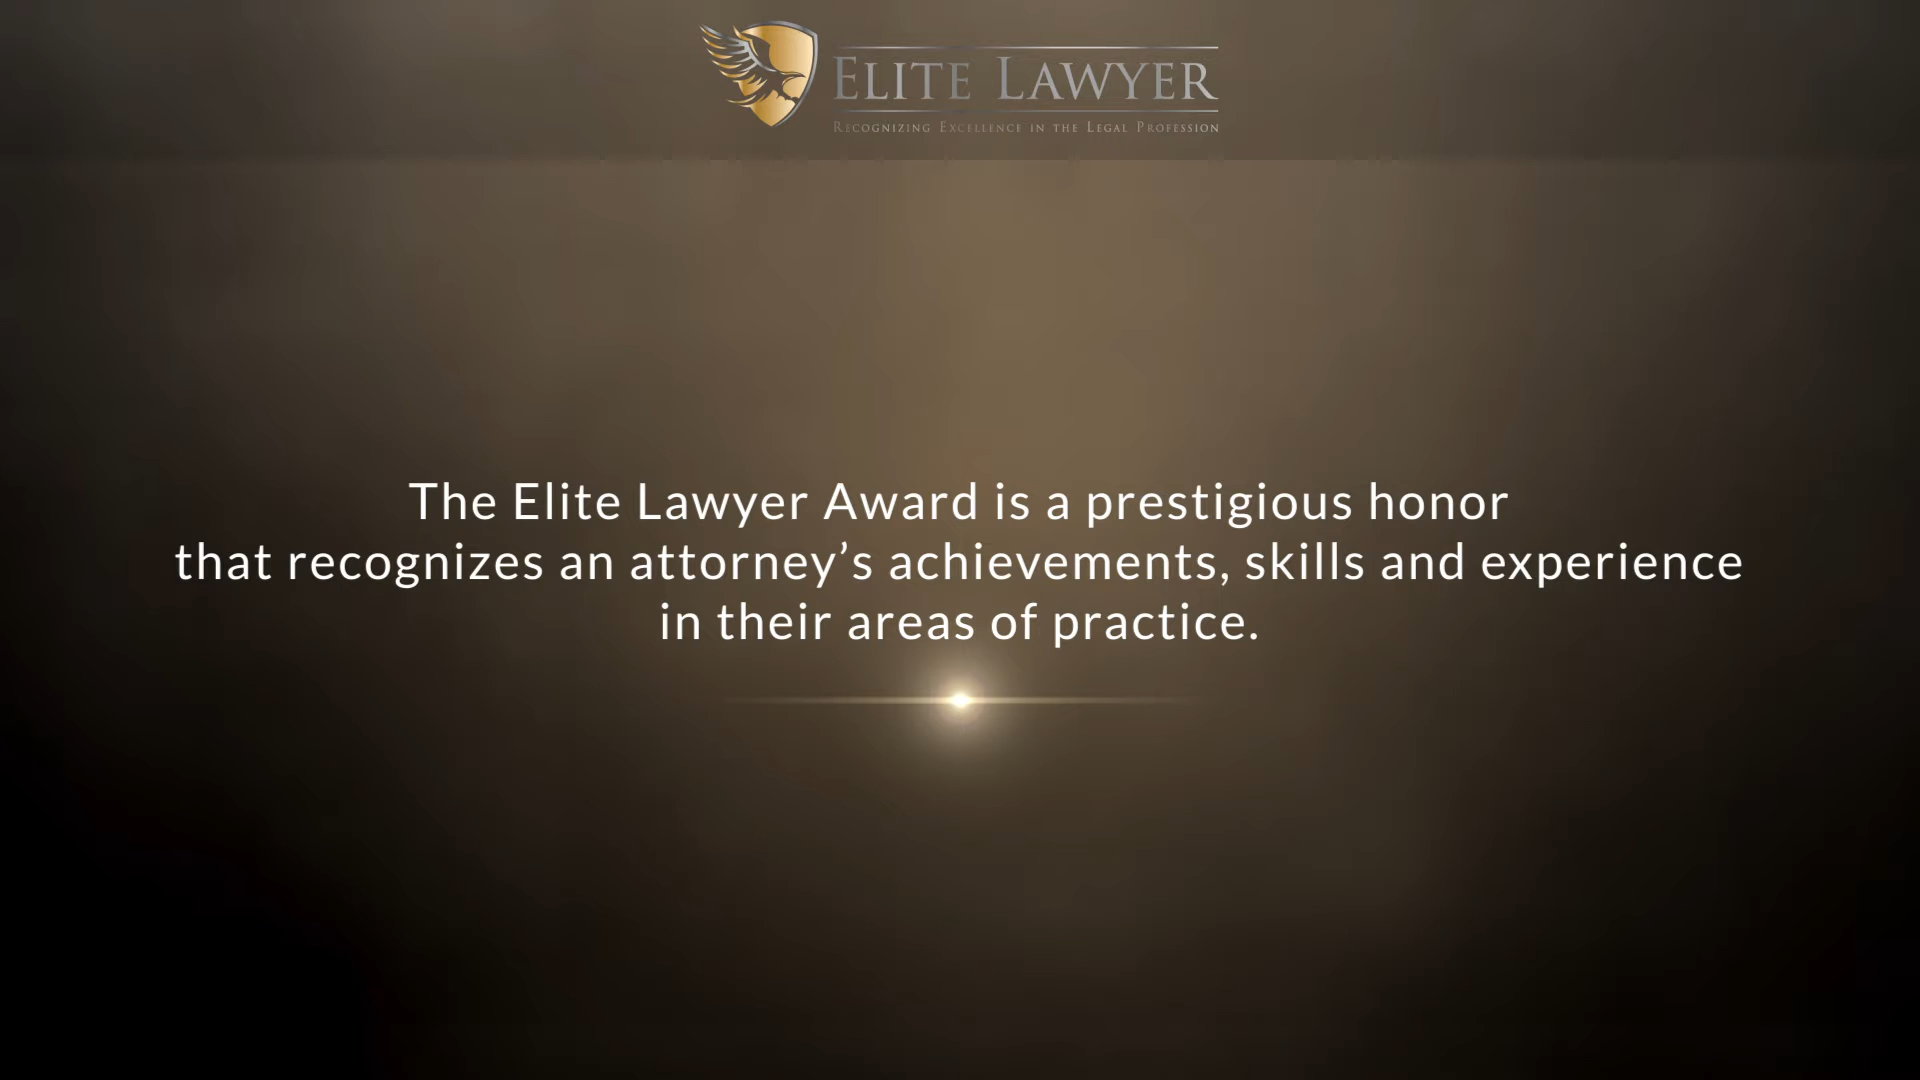 ELITE LAWYER
RECOGNIZING EXCELLENCE IN THE LEGAL PROFESSION
The Elite Lawyer Award is a prestigious honor
that recognizes an attorney’s achievements, skills and experience
in their areas of practice.